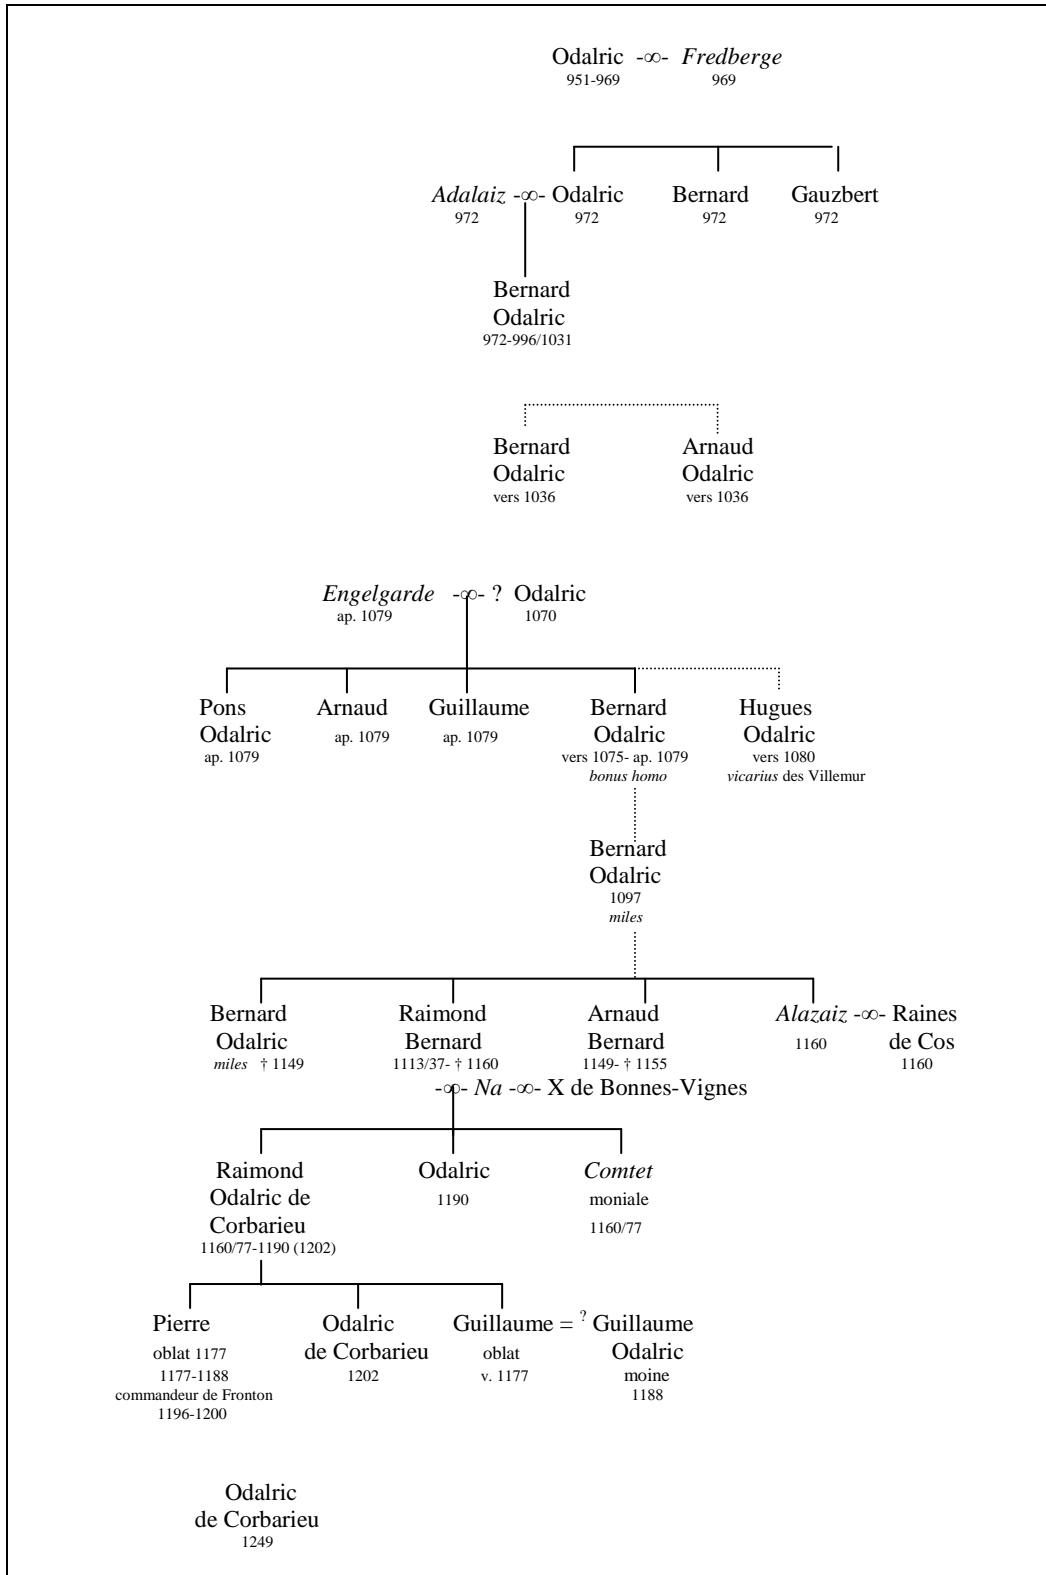 Odalric -∞- Fredberge
951-969 969
Adalaiz -∞- Odalric Bernard Gauzbert
972 972 972 972
Bernard
Odalric
972-996/1031
Bernard Arnaud
Odalric Odalric
vers 1036 vers 1036
Engelgarde -∞- ? Odalric
ap. 1079 1070
Pons Arnaud Guillaume Bernard Hugues
Odalric ap. 1079 ap. 1079 Odalric Odalric
ap. 1079 vers 1075- ap. 1079 vers 1080
bonus homo vicarius des Villemur
Bernard
Odalric
1097
miles
Bernard Raimond Arnaud Alazaiz -∞- Raines
Odalric Bernard Bernard 1160 de Cos
miles † 1149 1113/37- † 1160 1149- † 1155 1160
-∞- Na -∞- X de Bonnes-Vignes
Raimond Odalric Comtet
Odalric de 1190 moniale
Corbarieu 1160/77
1160/77-1190 (1202)
Pierre Odalric Guillaume = ? Guillaume
oblat 1177 de Corbarieu oblat Odalric
1177-1188 1202 v. 1177 moine
commandeur de Fronton 1188
1196-1200
Odalric
de Corbarieu
1249